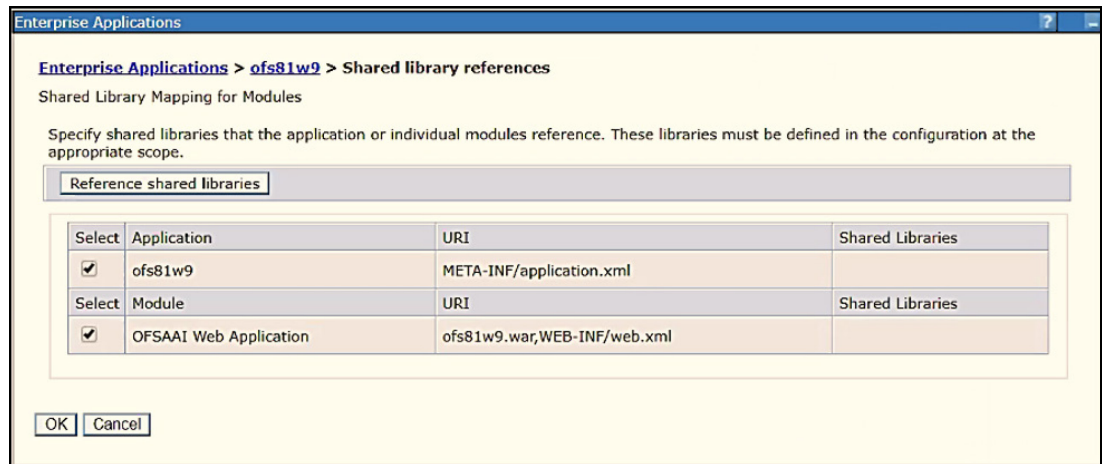 Enterprise Applications ? -
Enterprise Applications > ofs81w9 > Shared library references
Shared Library Mapping for Modules
Specify shared libraries that the application or individual modules reference. These libraries must be defined in the configuration at the
appropriate scope.
Reference shared libraries
Select Application URI Shared Libraries
ofs81w9 META-INF/application.xml
Select Module URI Shared Libraries
OFSAAI Web Application ofs81w9.war,WEB-INF/web.xml
OK Cancel